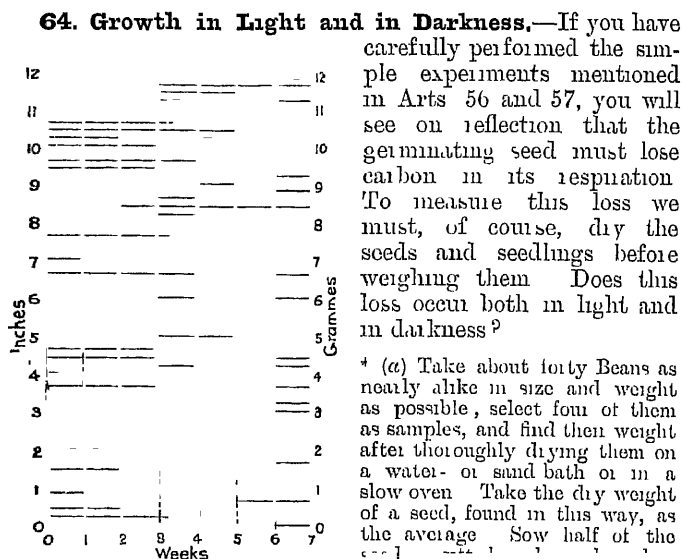 64. Growth in Light and in Darkness.—If you have
carefully performed the sim-
ple experiments mentioned
in Arts 56 and 57, you will
see on reflection that the
germinating seed must lose
carbon in its respiration
To measure this loss we
must, of course, dry the
seeds and seedlings before
weighing them Does this
loss occur both in light and
in darkness?
* (a) Take about forty Beans as
nearly alike in size and weight
as possible, select four of them
as samples, and find their weight
after thoroughly drying them on
a water- or sand bath or in a
slow oven Take the dry weight
of a seed, found in this way, as
the average Sow half of the
12
11
10
9
8
7
6
5
4
3
2
1
0
Inches
12
11
10
9
8
7
6
5
4
3
2
1
0
Grammes
0 1 2 3 4 5 6 7
Weeks